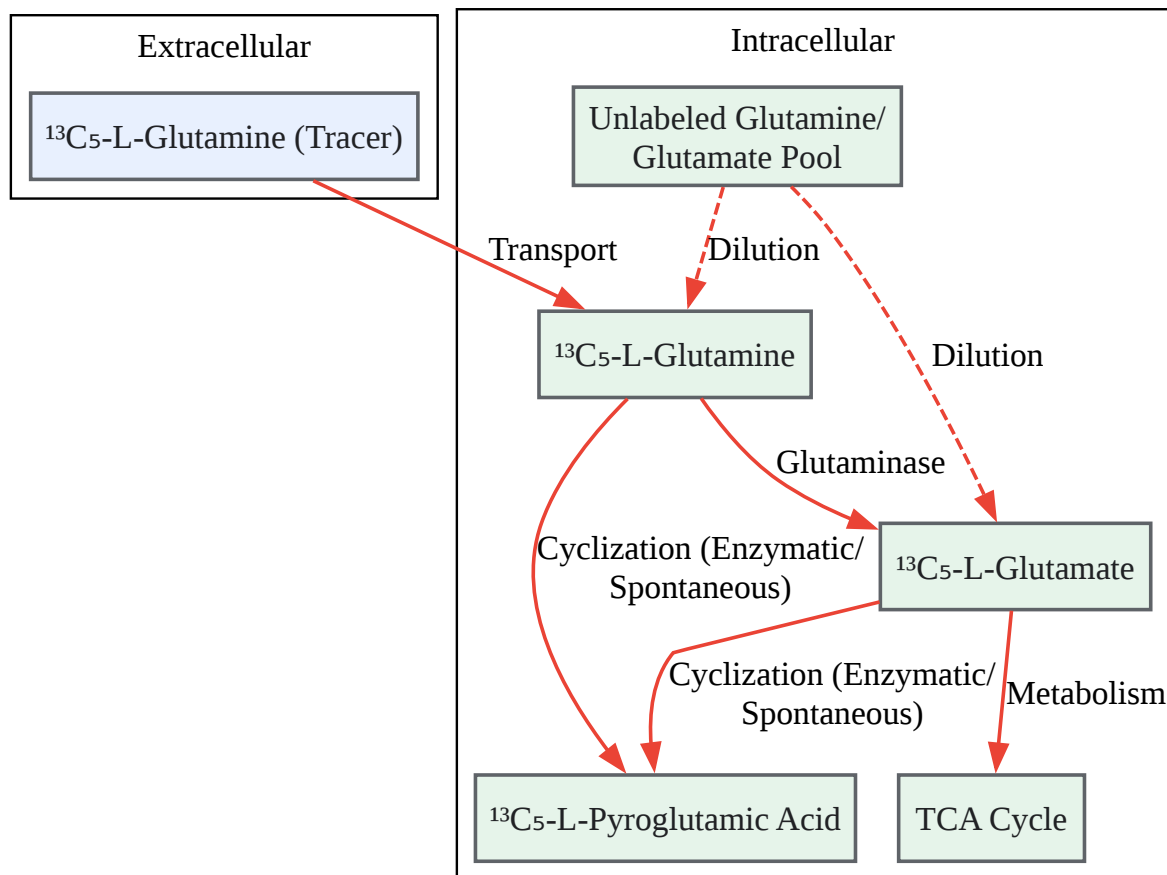 Extracellular
Intracellular
¹³C₅-L-Glutamine (Tracer)
Unlabeled Glutamine/
Glutamate Pool
Transport
Dilution
¹³C₅-L-Glutamine
Dilution
Glutaminase
Cyclization (Enzymatic/
Spontaneous)
¹³C₅-L-Glutamate
Cyclization (Enzymatic/
Spontaneous)
Metabolism
¹³C₅-L-Pyroglutamic Acid
TCA Cycle